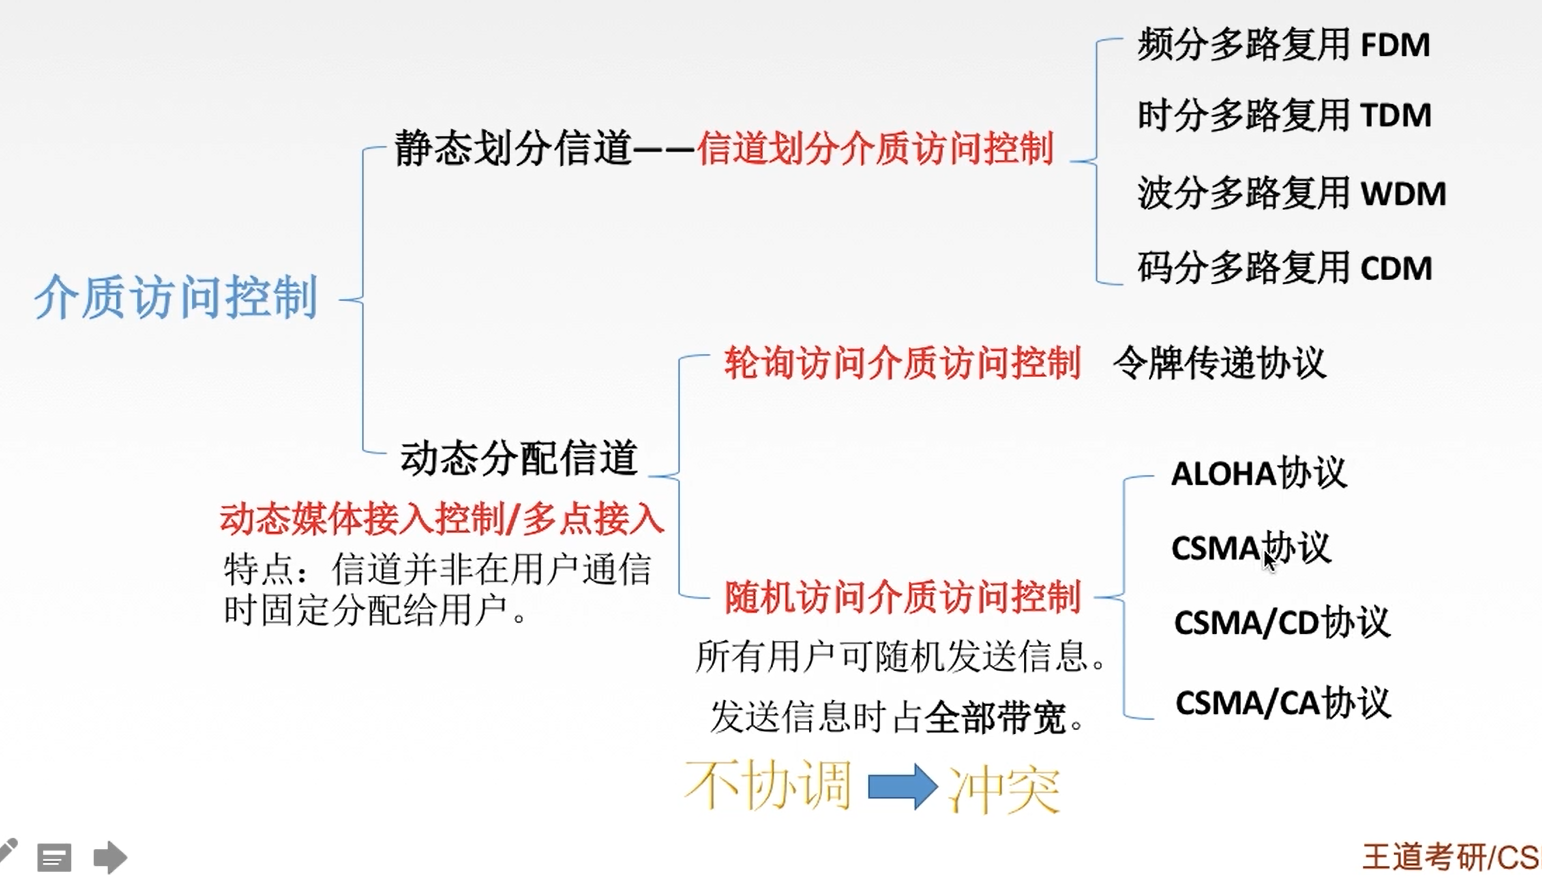 频分多路复用 FDM
时分多路复用 TDM
静态划分信道——信道划分介质访问控制
波分多路复用 WDM
码分多路复用 CDM
介质访问控制
轮询访问介质访问控制 令牌传递协议
动态分配信道
动态媒体接入控制/多点接入
特点：信道并非在用户通信
时固定分配给用户。
ALOHA协议
CSMA协议
随机访问介质访问控制
CSMA/CD协议
所有用户可随机发送信息。
CSMA/CA协议
发送信息时占全部带宽。
不协调 冲突
王道考研/CS